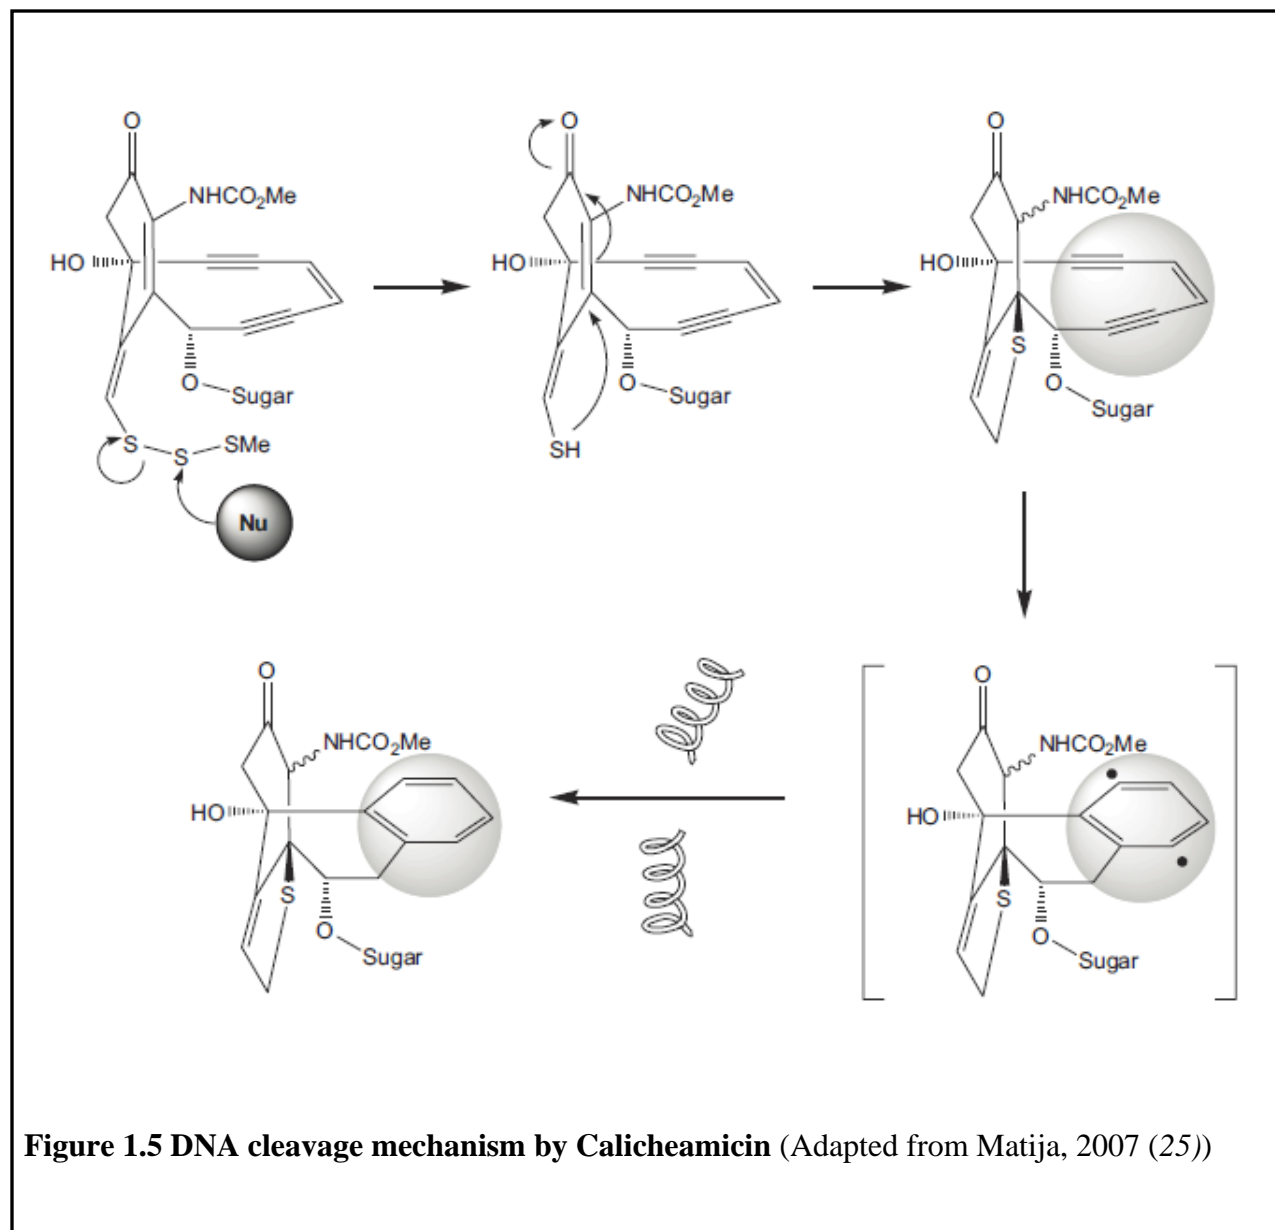 O
NHCO₂Me
HO
O
Sugar
S
S
SMe
Nu
O
NHCO₂Me
HO
O
Sugar
SH
O
NHCO₂Me
HO
S
O
Sugar
O
NHCO₂Me
HO
S
O
Sugar
O
NHCO₂Me
HO
S
O
Sugar
Figure 1.5 DNA cleavage mechanism by Calicheamicin (Adapted from Matija, 2007 (25))